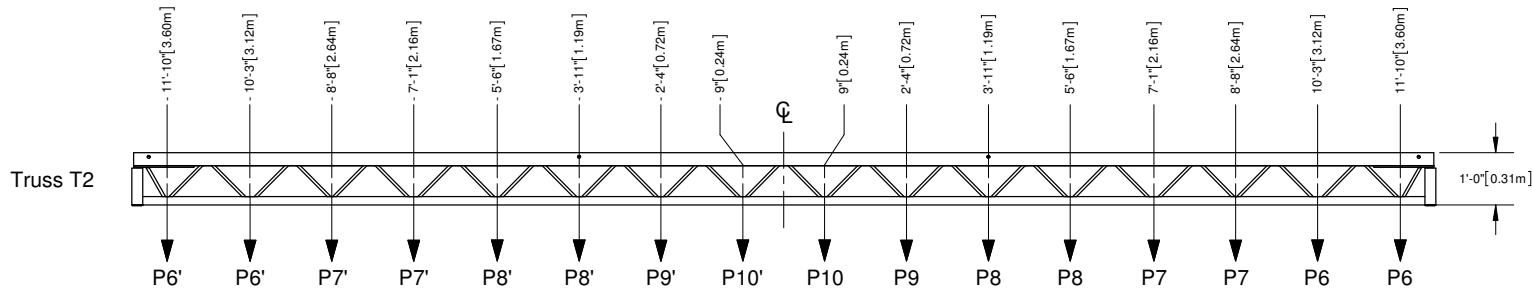 - 11'-10"[3.60m]
- 10'-3"[3.12m]
- 8'-8"[2.64m]
- 7'-1"[2.16m]
- 5'-6"[1.67m]
- 3'-11"[1.19m]
- 2'-4"[0.72m]
- 9"[0.24m]
9"[0.24m]
2'-4"[0.72m]
3'-11"[1.19m]
5'-6"[1.67m]
7'-1"[2.16m]
8'-8"[2.64m]
10'-3"[3.12m]
11'-10"[3.60m]
℄
Truss T2
1'-0"[0.31m]
P6' P6' P7' P7' P8' P8' P9' P10' P10 P9 P8 P8 P7 P7 P6 P6